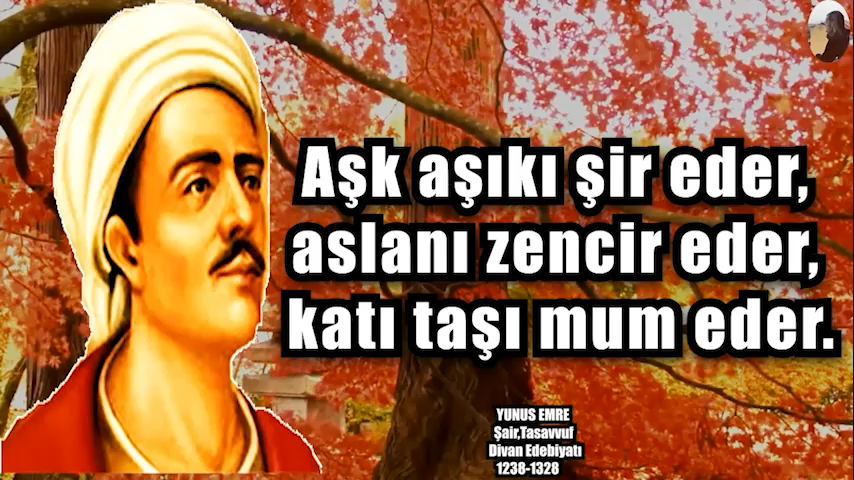 Aşk aşıkı şir eder,
aslanı zencir eder,
katı taşı mum eder.
YUNUS EMRE
Şair,Tasavvuf
Divan Edebiyatı
1238-1328